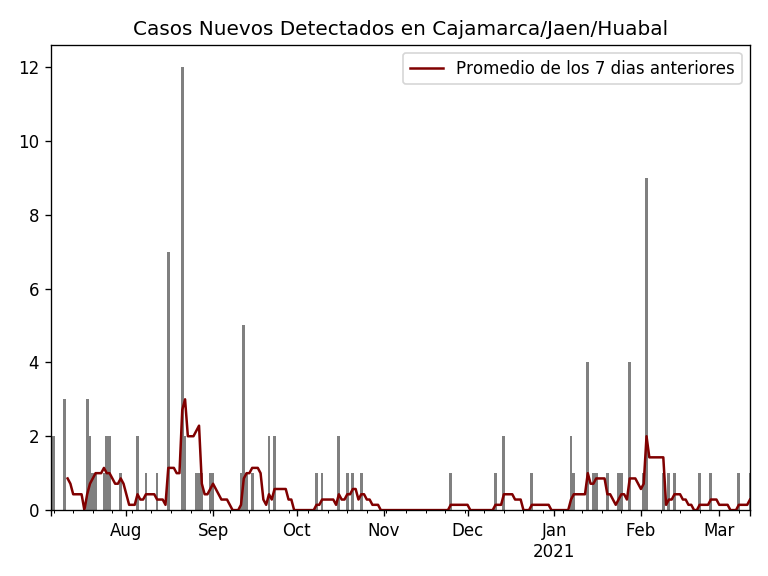 Casos Nuevos Detectados en Cajamarca/Jaen/Huabal
Promedio de los 7 dias anteriores
12
10
8
6
4
2
0
Aug Sep Oct Nov Dec Jan Feb Mar
2021